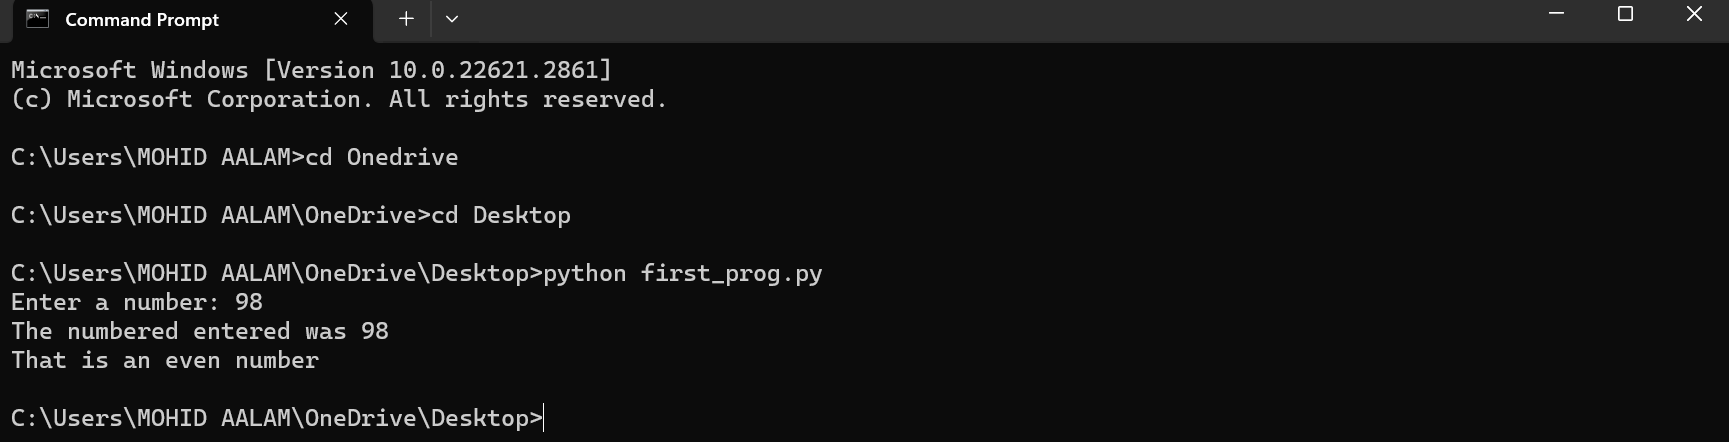 Command Prompt
Microsoft Windows [Version 10.0.22621.2861]
(c) Microsoft Corporation. All rights reserved.
C:\Users\MOHID AALAM>cd Onedrive
C:\Users\MOHID AALAM\OneDrive>cd Desktop
C:\Users\MOHID AALAM\OneDrive\Desktop>python first_prog.py
Enter a number: 98
The numbered entered was 98
That is an even number
C:\Users\MOHID AALAM\OneDrive\Desktop>